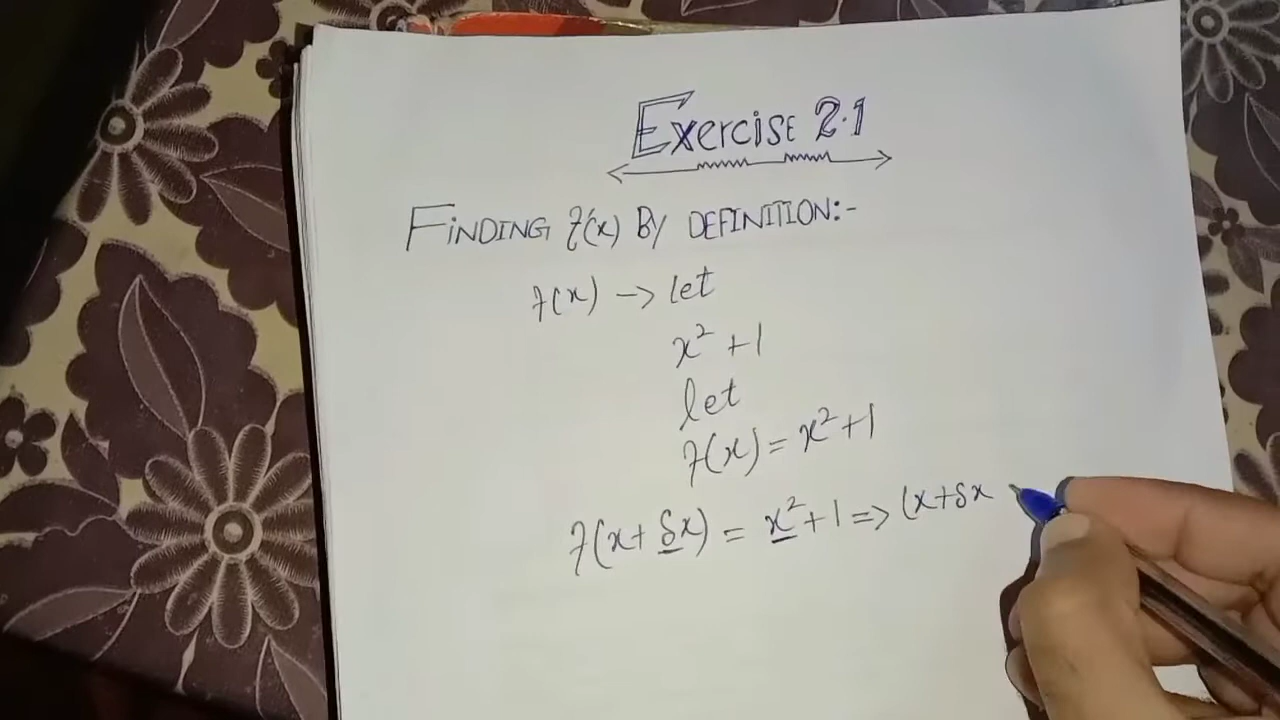 Exercise 2.1
FINDING f'(x) BY DEFINITION:-
f(x) → let
x² + 1
let
f(x) = x² + 1
f(x + δx) = x² + 1 => (x + δx